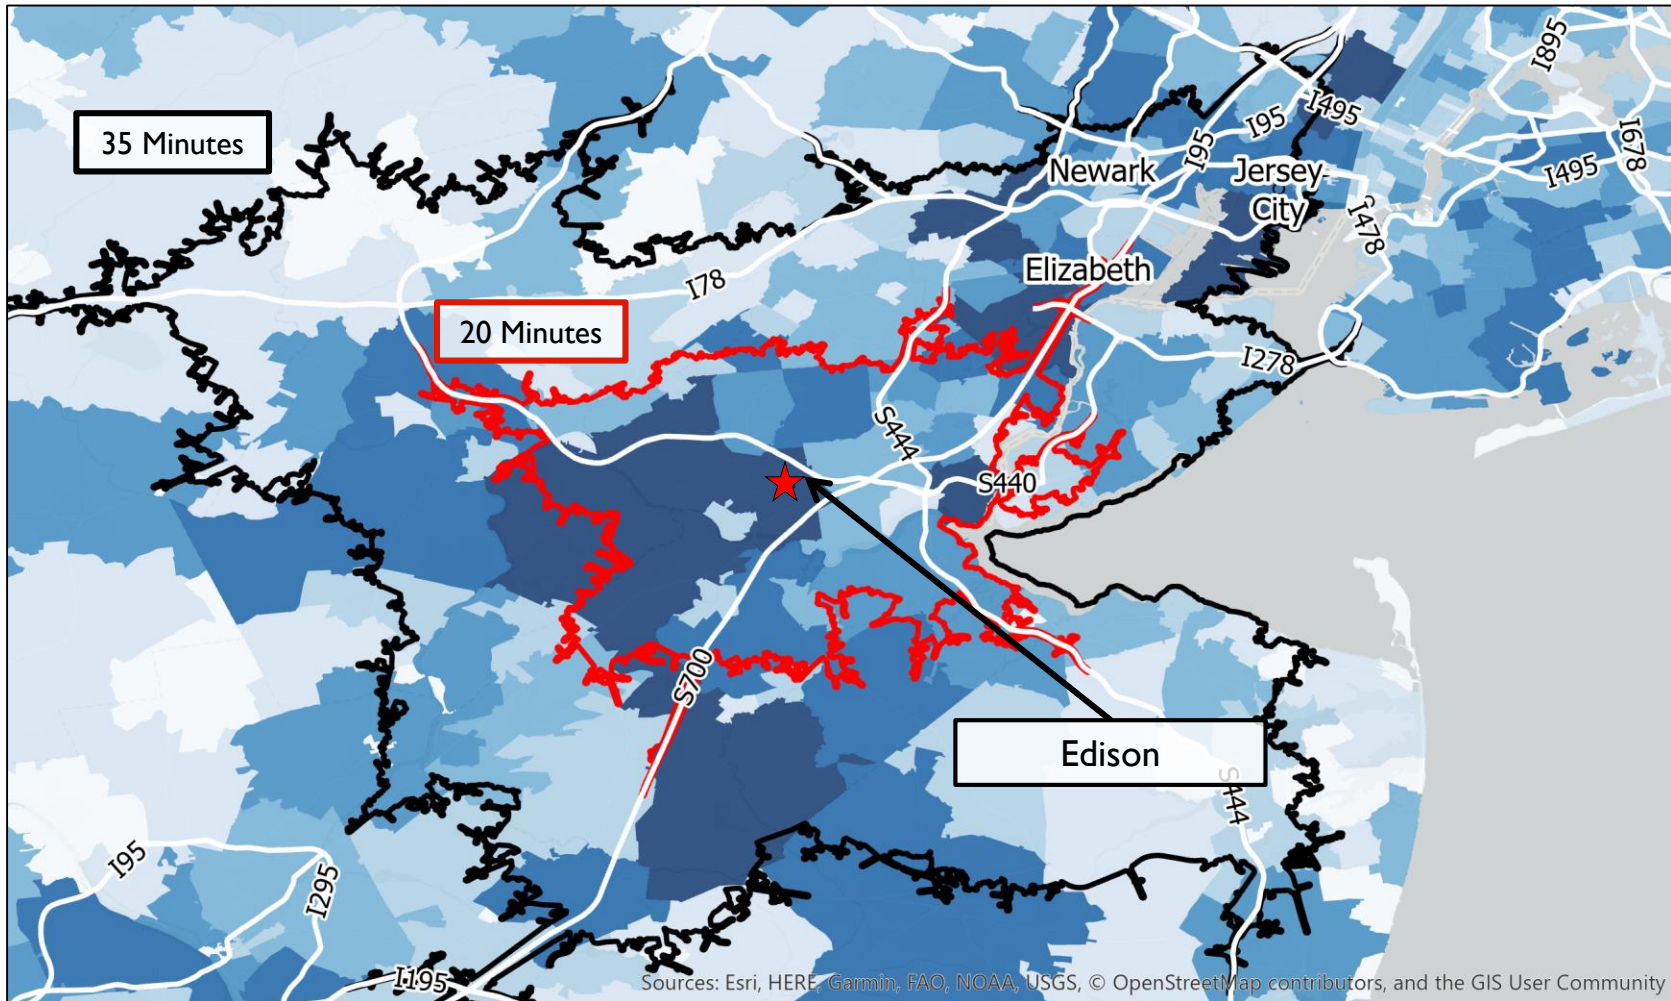 I895
I495
I95
I678
35 Minutes
I95
Newark
Jersey
City
I495
I478
Elizabeth
I78
20 Minutes
I278
S444
S440
S700
Edison
S444
I95
I295
I195
Sources: Esri, HERE, Garmin, FAO, NOAA, USGS, © OpenStreetMap contributors, and the GIS User Community